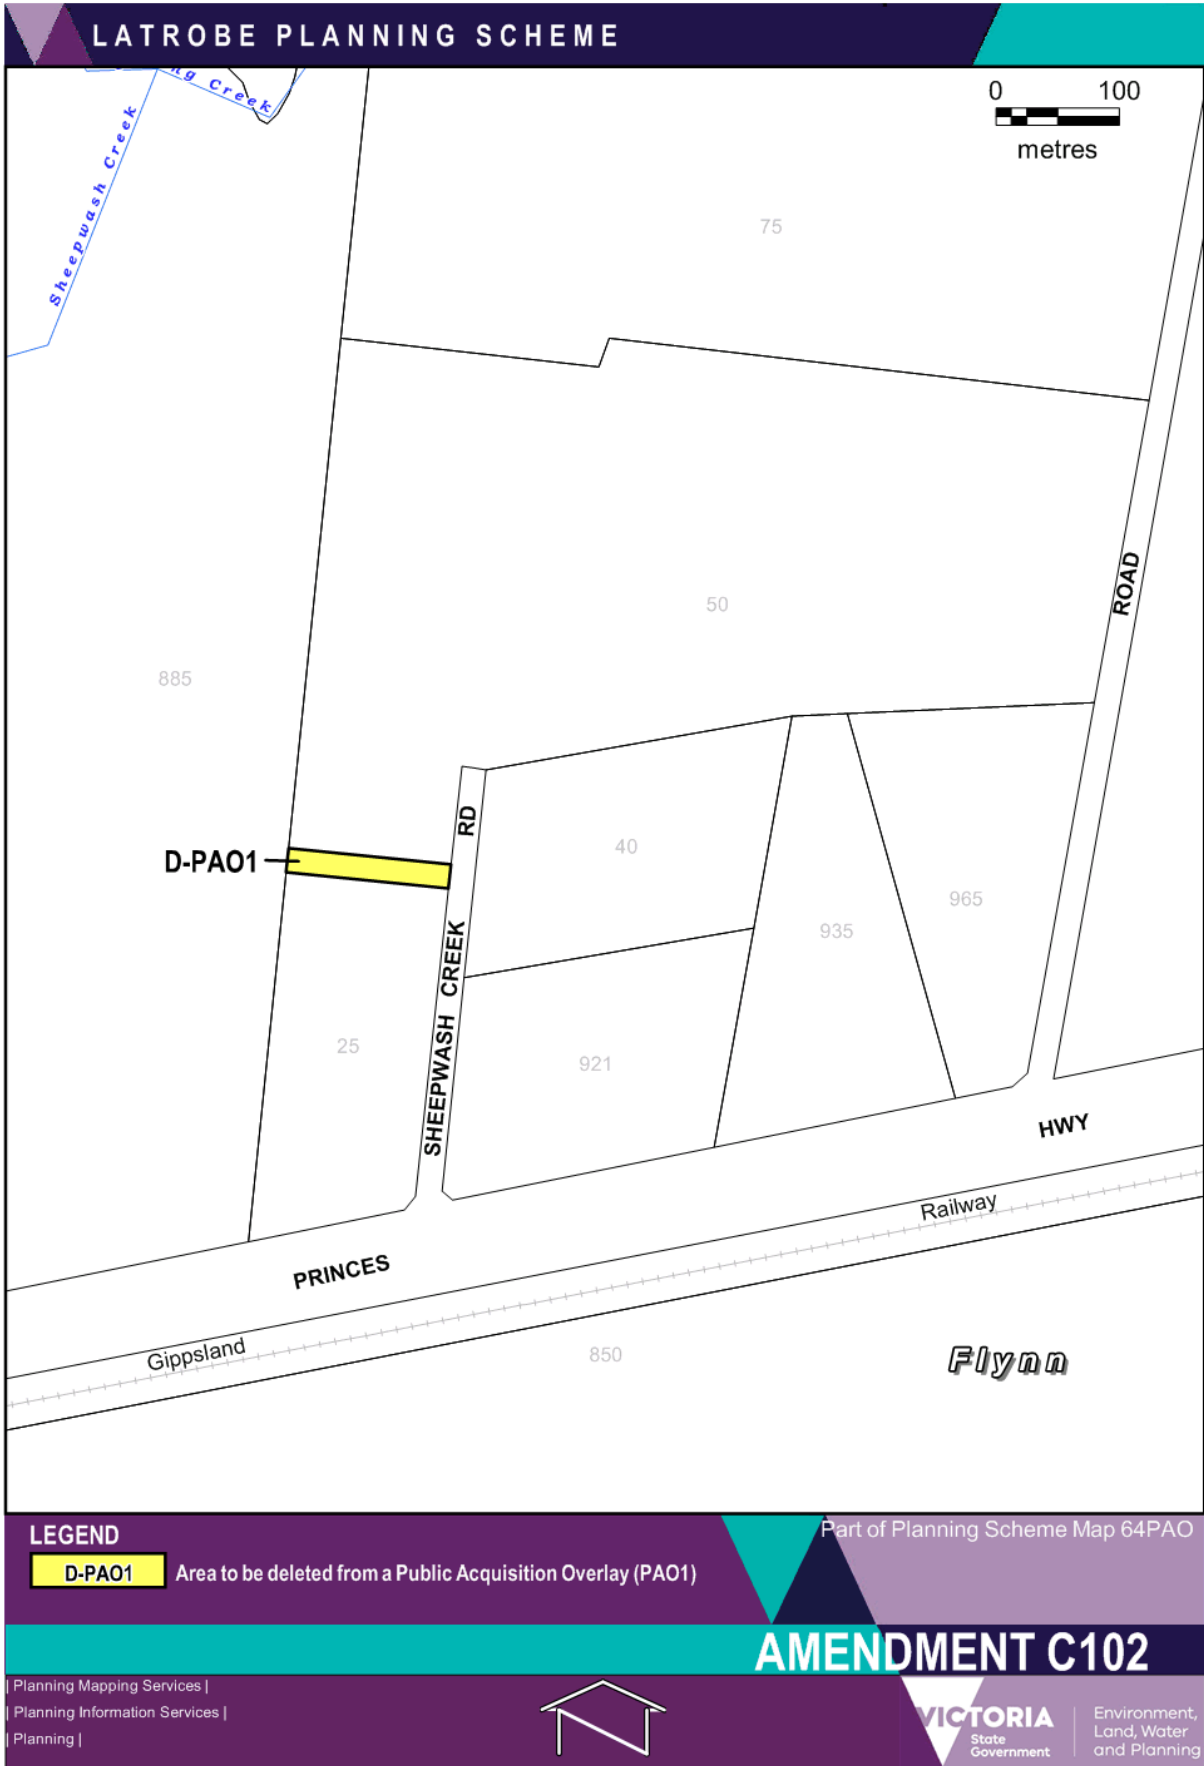 LATROBE PLANNING SCHEME
ng Creek
Sheepwash Creek
0 100
metres
75
ROAD
50
885
RD
40
D-PAO1
965
935
SHEEPWASH CREEK
25
921
HWY
Railway
PRINCES
Gippsland
850
Flynn
LEGEND
D-PAO1 Area to be deleted from a Public Acquisition Overlay (PAO1)
Part of Planning Scheme Map 64PAO
AMENDMENT C102
| Planning Mapping Services |
| Planning Information Services |
| Planning |
VICTORIA
State
Government
Environment,
Land, Water
and Planning